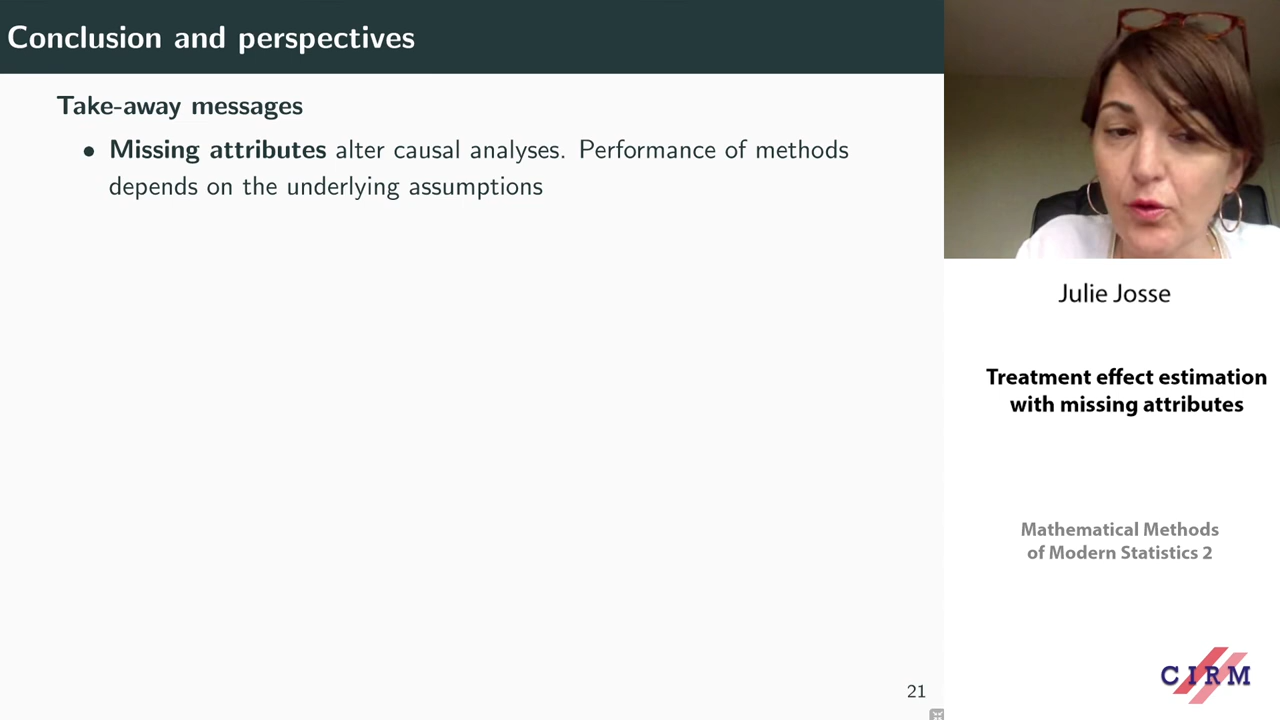 Conclusion and perspectives
Take-away messages
• Missing attributes alter causal analyses. Performance of methods
depends on the underlying assumptions
21
Julie Josse
Treatment effect estimation
with missing attributes
Mathematical Methods
of Modern Statistics 2
CIRM